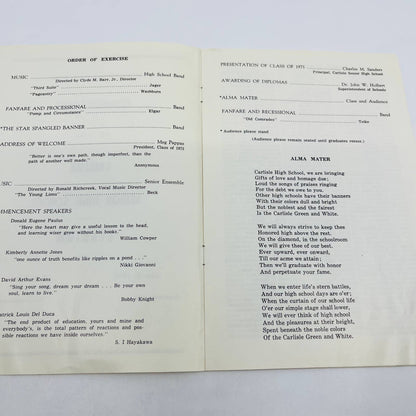 ORDER OF EXERCISE
MUSIC High School Band
Directed by Clyde M. Barr, Jr., Director
"Third Suite" Jager
"Pageantry" Washburn
FANFARE AND PROCESSIONAL Band
"Pomp and Circumstance" Elgar
*THE STAR SPANGLED BANNER Band
ADDRESS OF WELCOME Meg Pappas
President, Class of 1971
"Better is one's own path, though imperfect, than the
path of another well made."
Anonymous
MUSIC Senior Ensemble
Directed by Ronald Richcreek, Vocal Music Director
"The Young Lions" Beck
MMENCEMENT SPEAKERS
Donald Eugene Paulus
"Here the heart may give a useful lesson to the head,
and learning wiser grow without his books."
William Cowper
Kimberly Annette Jones
"one ounce of truth benefits like ripples on a pond . . ."
Nikki Giovanni
David Arthur Evans
"Sing your song, dream your dream . . . Be your own
soul, learn to live."
Bobby Knight
atrick Louis Del Duca
"The end product of education, yours and mine and
everybody's, is the total pattern of reactions and pos-
sible reactions we have inside ourselves."
S. I Hayakawa
PRESENTATION OF CLASS OF 1971 Charles M. Sanders
Principal, Carlisle Senior High School
AWARDING OF DIPLOMAS Dr. John W. Holbert
Superintendent of Schools
*ALMA MATER Class and Audience
FANFARE AND RECESSIONAL Band
"Old Comrades" Teike
* Audience please stand
(Audience please remain seated until graduates recess.)
ALMA MATER
Carlisle High School, we are bringing
Gifts of love and homage due;
Loud the songs of praises ringing
For the debt we owe to you.
Other high schools have their banners
With their colors dull and bright
But the noblest and the fairest
Is the Carlisle Green and White.
We will always strive to keep thee
Honored high above the rest,
On the diamond, in the schoolroom
We will give thee of our best.
Ever upward, ever onward,
Till our acme we attain;
Then we'll graduate with honor
And perpetuate your fame.
When we enter life's stern battles,
And our high school days are o'er;
When the curtain of our school life
O'er our simple stage shall lower,
We will ever think of high school
And the pleasures at their height,
Spent beneath the noble colors
Of the Carlisle Green and White.